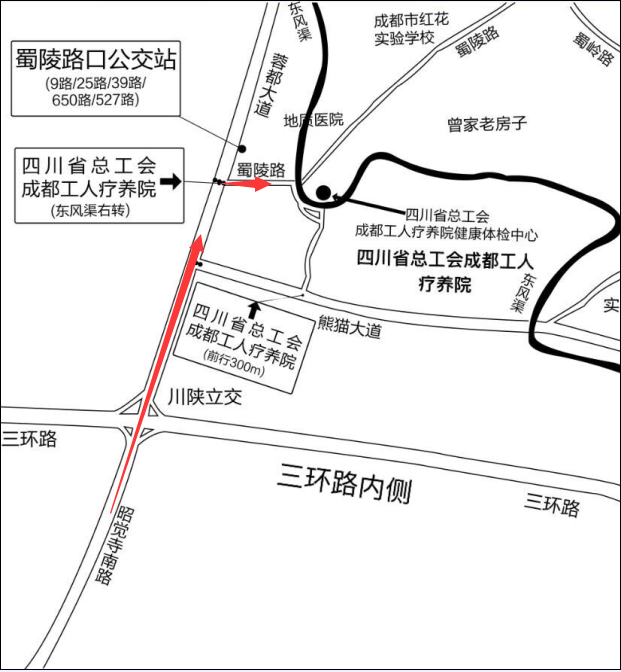 东风渠
成都市红花
实验学校
蜀陵路
蜀岭路
蜀陵路口公交站
(9路/25路/39路/
650路/527路)
蓉都大道
地质医院
曾家老房子
四川省总工会
成都工人疗养院
(东风渠右转)
蜀陵路
四川省总工会
成都工人疗养院健康体检中心
四川省总工会成都工人
疗养院
东风渠
实
四川省总工会
成都工人疗养院
(前行300m)
熊猫大道
川陕立交
三环路
三环路内侧
三环路
昭觉寺南路